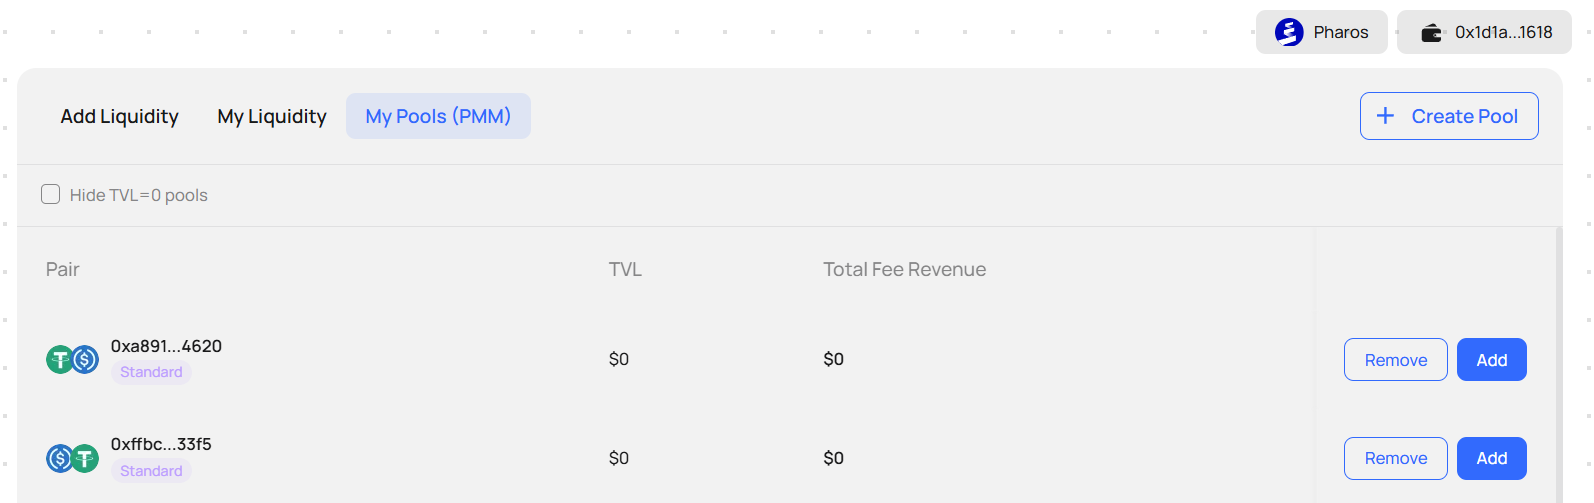 Pharos 0x1d1a...1618
Add Liquidity My Liquidity My Pools (PMM) + Create Pool
Hide TVL=0 pools
Pair TVL Total Fee Revenue
0xa891...4620
Standard
$0 $0 Remove Add
0xffbc...33f5
Standard
$0 $0 Remove Add